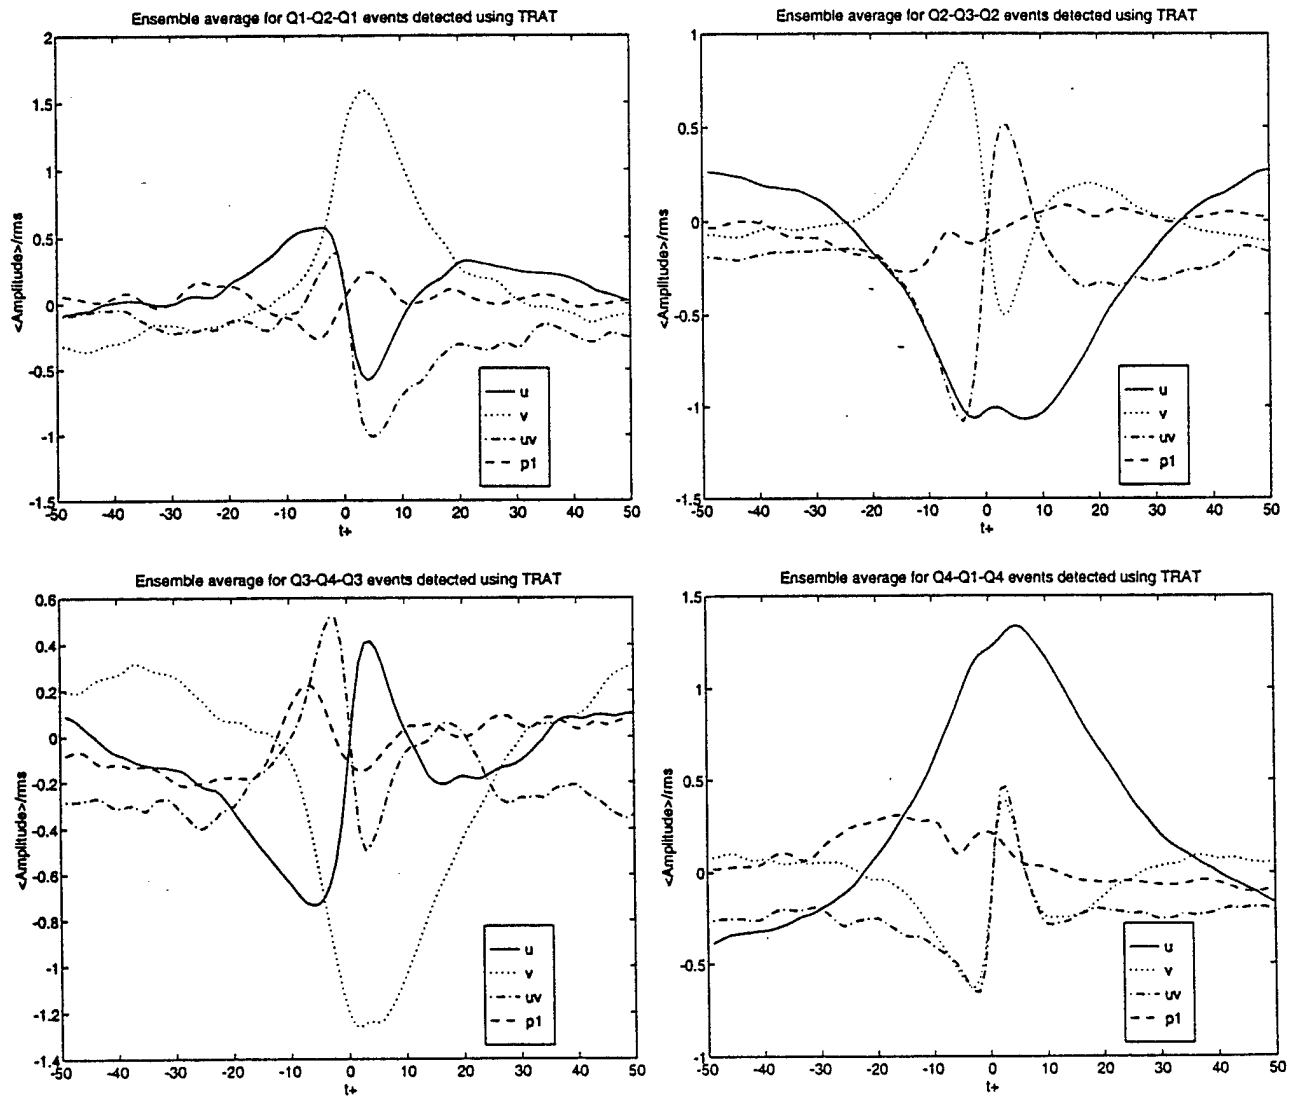 Ensemble average for Q1-Q2-Q1 events detected using TRAT
2
1.5
1
0.5
0
-0.5
-1
-1.5
<Amplitude>/rms
-50 -40 -30 -20 -10 0 10 20 30 40 50
t+
u
v
uv
p1
Ensemble average for Q2-Q3-Q2 events detected using TRAT
1
0.5
0
-0.5
-1
-1.5
<Amplitude>/rms
-50 -40 -30 -20 -10 0 10 20 30 40 50
t+
u
v
uv
p1
Ensemble average for Q3-Q4-Q3 events detected using TRAT
0.6
0.4
0.2
0
-0.2
-0.4
-0.6
-0.8
-1
-1.2
-1.4
<Amplitude>/rms
-50 -40 -30 -20 -10 0 10 20 30 40 50
t+
u
v
uv
p1
Ensemble average for Q4-Q1-Q4 events detected using TRAT
1.5
1
0.5
0
-0.5
-1
<Amplitude>/rms
-50 -40 -30 -20 -10 0 10 20 30 40 50
t+
u
v
uv
p1